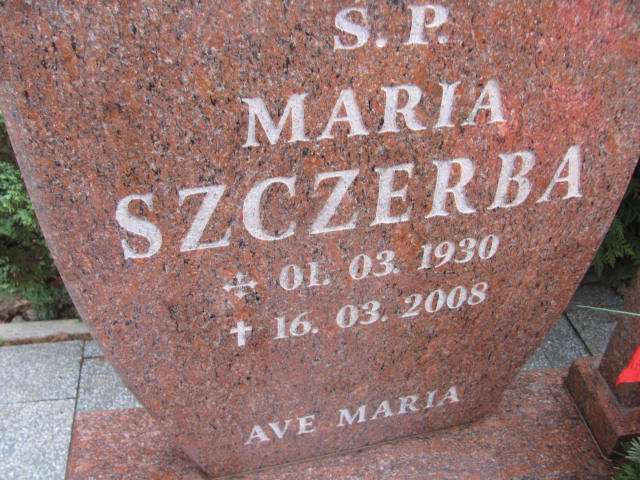 S.P.
MARIA
SZCZERBA
01. 03. 1930
✝ 16. 03. 2008
AVE MARIA